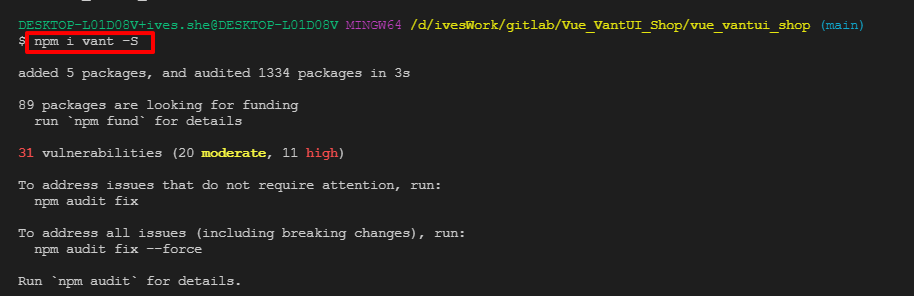 DESKTOP-L01D08V+ives.she@DESKTOP-L01D08V MINGW64 /d/ivesWork/gitlab/Vue_VantUI_Shop/vue_vantui_shop (main)
$ npm i vant -S
added 5 packages, and audited 1334 packages in 3s
89 packages are looking for funding
run `npm fund` for details
31 vulnerabilities (20 moderate, 11 high)
To address issues that do not require attention, run:
npm audit fix
To address all issues (including breaking changes), run:
npm audit fix --force
Run `npm audit` for details.